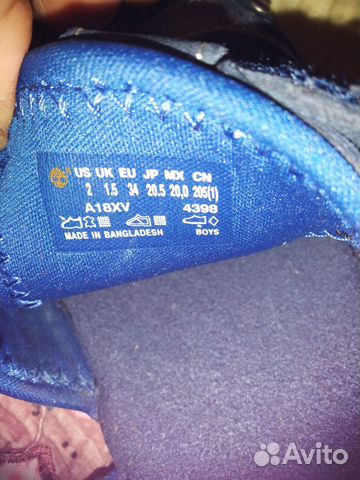 US UK EU JP MX CN
2 1.5 34 20.5 20,0 205(1)
A18XV 4398
MADE IN BANGLADESH BOYS
Avito